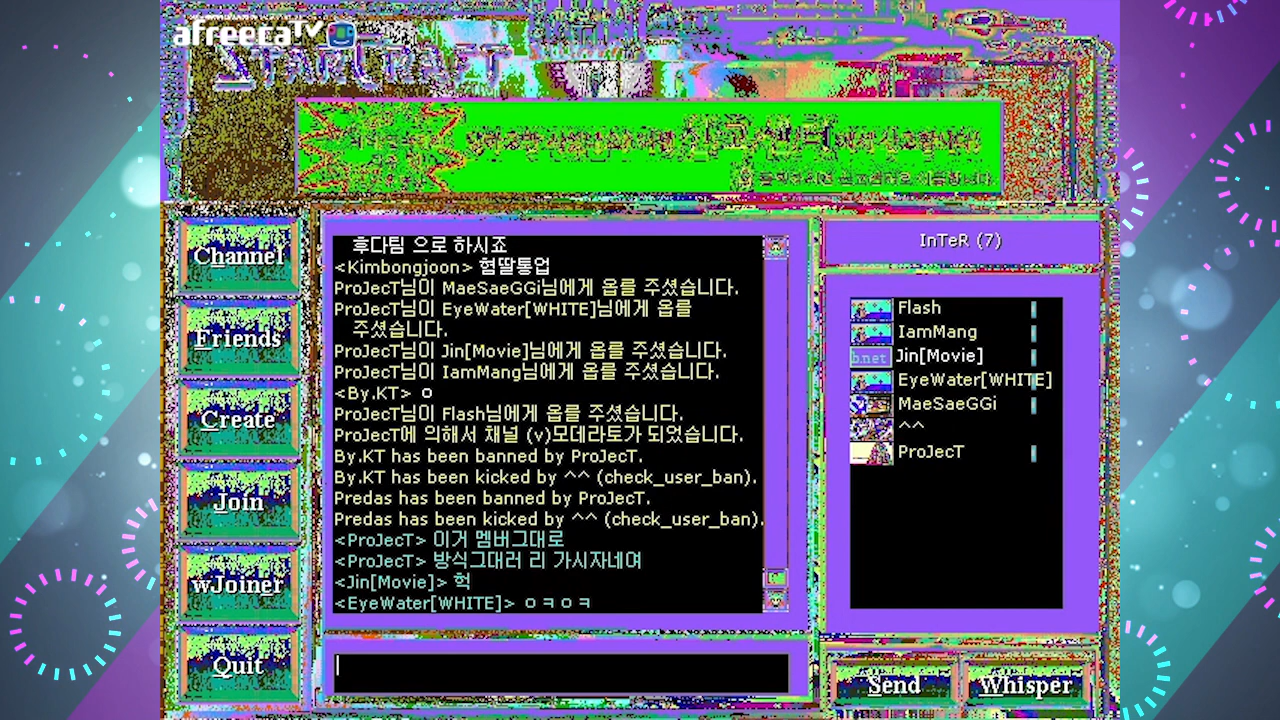 afreecaTV
STARCRAFT
Channel
Friends
Create
Join
wJoiner
Quit
후다팀 으로 하시죠
<Kimbongjoon> 혐딸통업
ProJecT님이 MaeSaeGGi님에게 옵를 주셨습니다.
ProJecT님이 EyeWater[WHITE]님에게 옵를
주셨습니다.
ProJecT님이 Jin[Movie]님에게 옵를 주셨습니다.
ProJecT님이 IamMang님에게 옵를 주셨습니다.
<By.KT> ㅇ
ProJecT님이 Flash님에게 옵를 주셨습니다.
ProJecT에 의해서 채널 (v)모데라토가 되었습니다.
By.KT has been banned by ProJecT.
By.KT has been kicked by ^^ (check_user_ban).
Predas has been banned by ProJecT.
Predas has been kicked by ^^ (check_user_ban).
<ProJecT> 이거 멤버그대로
<ProJecT> 방식그대러 리 가시자네여
<Jin[Movie]> 헉
<EyeWater[WHITE]> ㅇㅋㅇㅋ
InTeR (7)
Flash
IamMang
b.net Jin[Movie]
EyeWater[WHITE]
MaeSaeGGi
^^
ProJecT
Send
Whisper